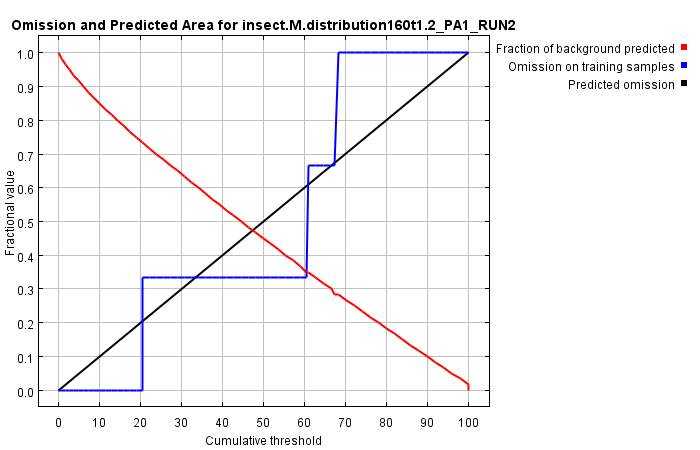 Omission and Predicted Area for insect.M.distribution160t1.2_PA1_RUN2
Fraction of background predicted
Omission on training samples
Predicted omission
1.0
0.9
0.8
0.7
0.6
0.5
0.4
0.3
0.2
0.1
0.0
Fractional value
0 10 20 30 40 50 60 70 80 90 100
Cumulative threshold